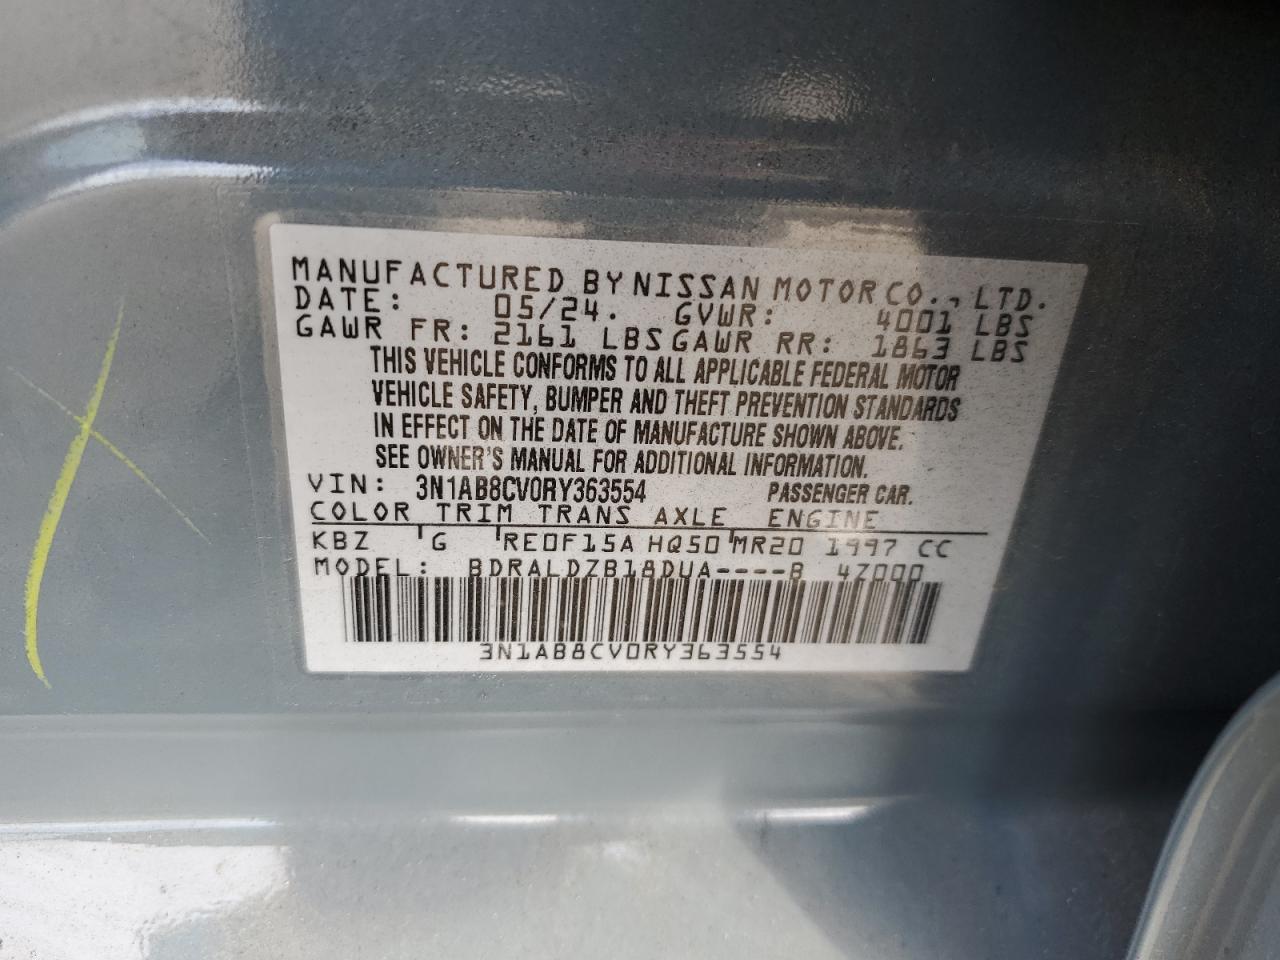 MANUFACTURED BY NISSAN MOTOR CO., LTD.
DATE: 05/24. GVWR: 4001 LBS
GAWR FR: 2161 LBS GAWR RR: 1863 LBS
THIS VEHICLE CONFORMS TO ALL APPLICABLE FEDERAL MOTOR
VEHICLE SAFETY, BUMPER AND THEFT PREVENTION STANDARDS
IN EFFECT ON THE DATE OF MANUFACTURE SHOWN ABOVE.
SEE OWNER'S MANUAL FOR ADDITIONAL INFORMATION.
VIN: 3N1AB8CV0RY363554 PASSENGER CAR.
COLOR TRIM TRANS AXLE ENGINE
KBZ G RE0F15A HQ50 MR20 1997 CC
MODEL: BDRALDZB18DUA----B 4Z000
3N1AB8CV0RY363554